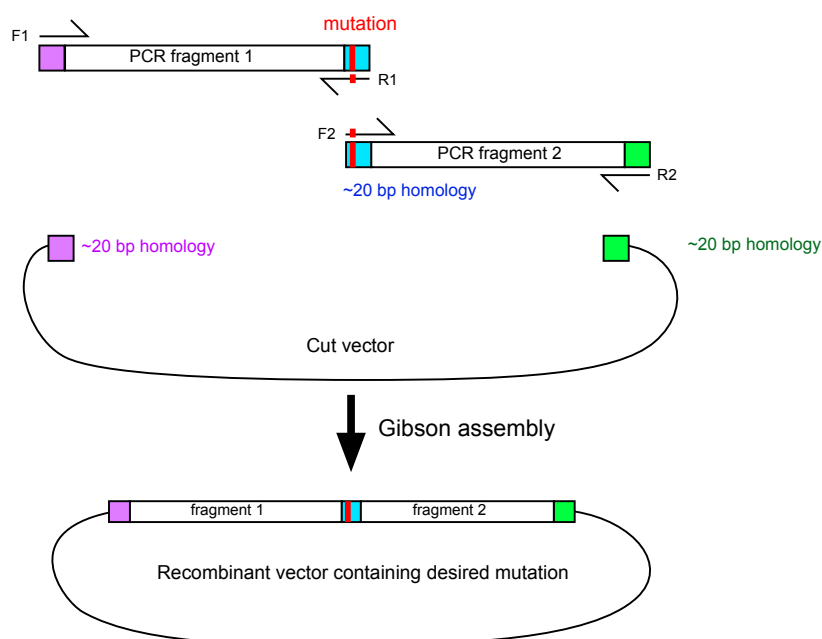 mutation
F1
PCR fragment 1
R1
F2
PCR fragment 2
R2
~20 bp homology
~20 bp homology
~20 bp homology
Cut vector
Gibson assembly
fragment 1
fragment 2
Recombinant vector containing desired mutation